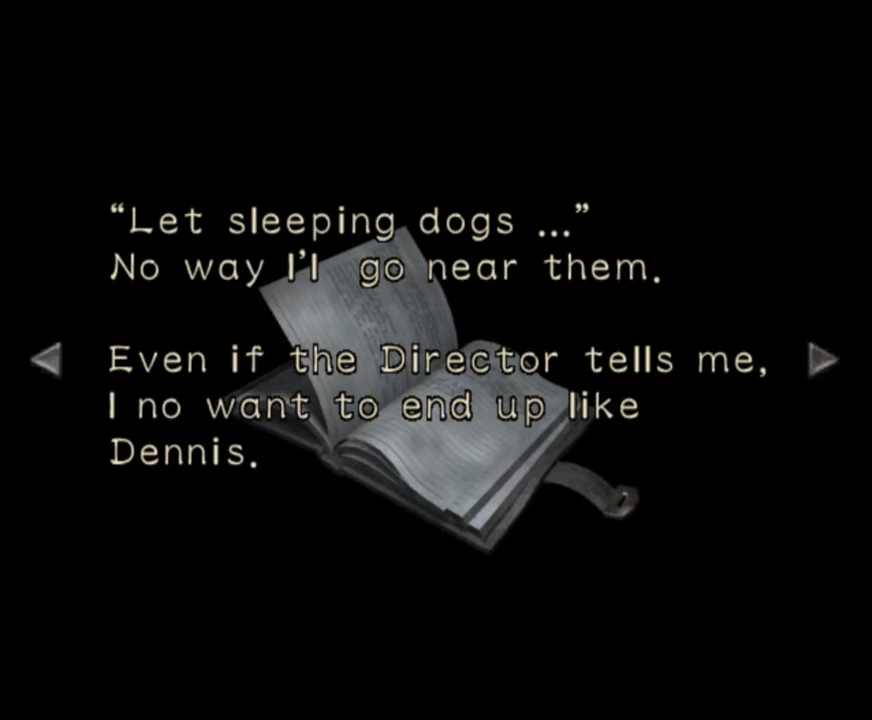 “Let sleeping dogs ...”
No way I’l go near them.
Even if the Director tells me,
I no want to end up like
Dennis.